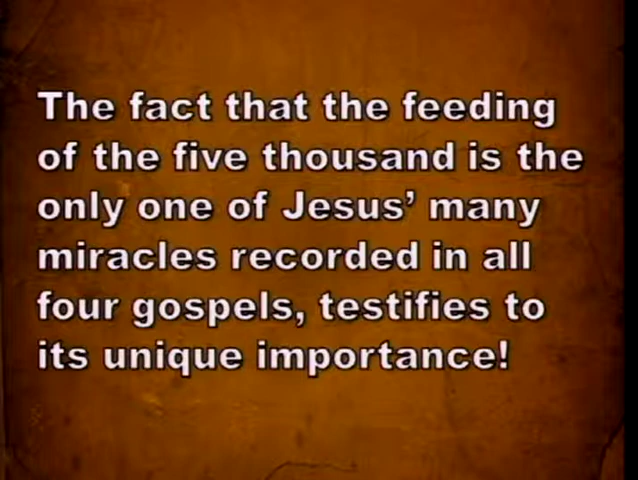 The fact that the feeding
of the five thousand is the
only one of Jesus’ many
miracles recorded in all
four gospels, testifies to
its unique importance!